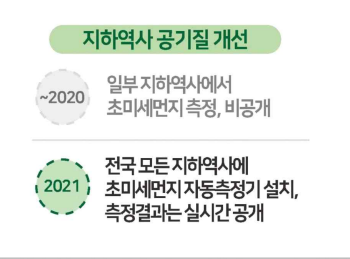 지하역사 공기질 개선
~2020
일부 지하역사에서
초미세먼지 측정, 비공개
2021
전국 모든 지하역사에
초미세먼지 자동측정기 설치,
측정결과는 실시간 공개